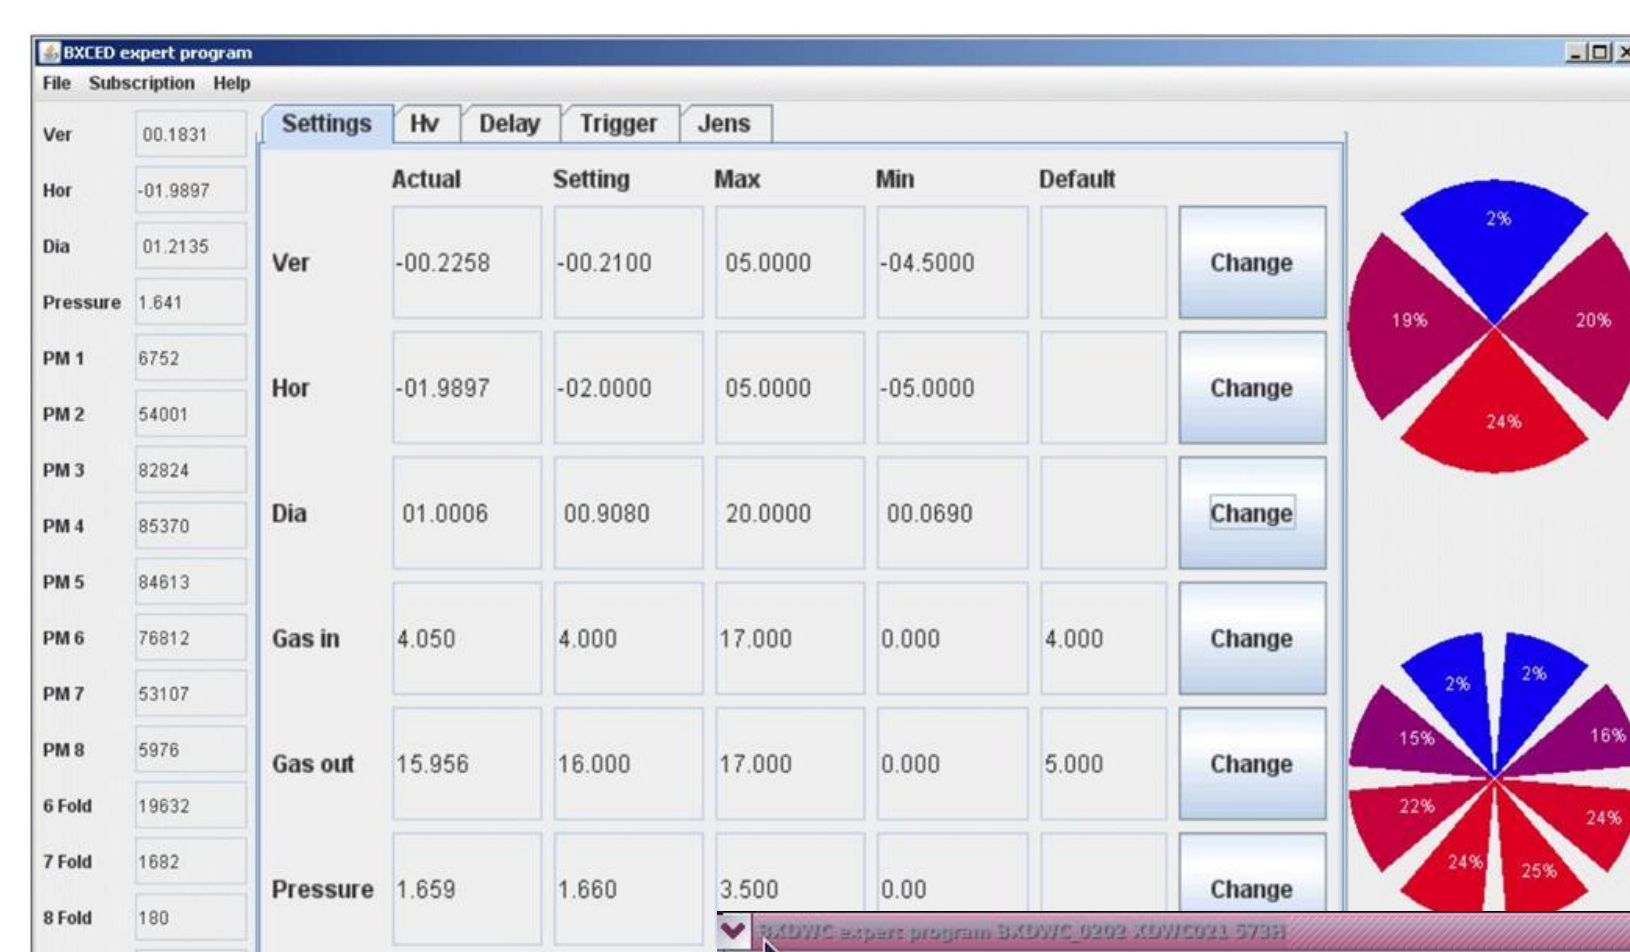 BXCED expert program
File Subscription Help
Ver 00.1831
Hor -01.9897
Dia 01.2135
Pressure 1.641
PM 1 6752
PM 2 54001
PM 3 82824
PM 4 85370
PM 5 84613
PM 6 76812
PM 7 53107
PM 8 5976
6 Fold 19632
7 Fold 1682
8 Fold 180
Settings Hv Delay Trigger Jens
Actual Setting Max Min Default
Ver -00.2258 -00.2100 05.0000 -04.5000 Change
Hor -01.9897 -02.0000 05.0000 -05.0000 Change
Dia 01.0006 00.9080 20.0000 00.0690 Change
Gas in 4.050 4.000 17.000 0.000 4.000 Change
Gas out 15.956 16.000 17.000 0.000 5.000 Change
Pressure 1.659 1.660 3.500 0.00 Change
2%
19% 20%
24%
2% 2%
15% 16%
22% 24%
24% 25%
BXDWC expert program BXDWC_0202 XDWC021 573H